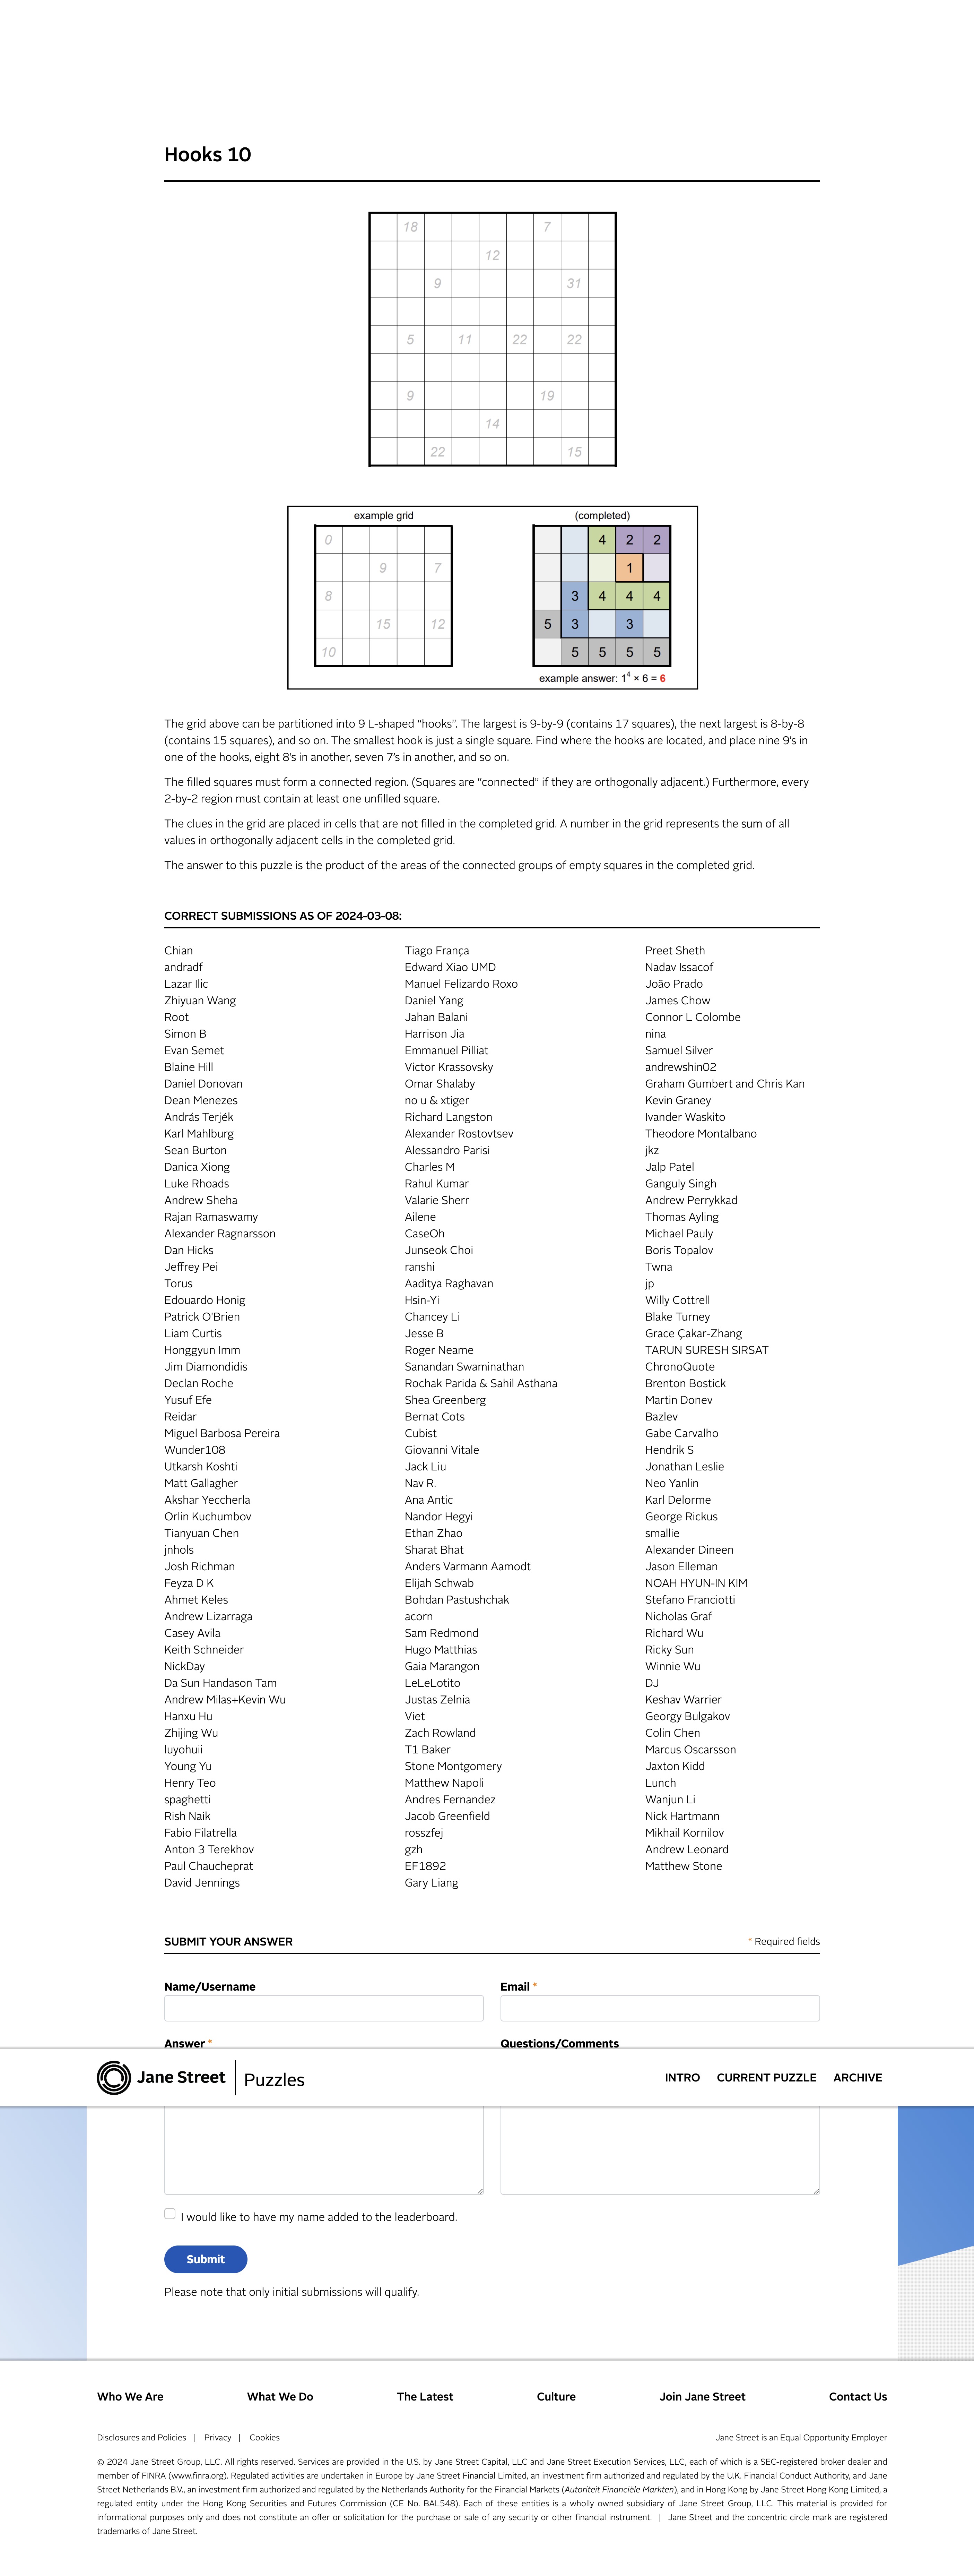 Hooks 10
18 7
12
9 31
5 11 22 22
9 19
14
22 15
example grid
0
9 7
8
15 12
10
(completed)
4 2 2
1
3 4 4 4
5 3 3
5 5 5 5
example answer: 1⁴ × 6 = 6
The grid above can be partitioned into 9 L-shaped “hooks”. The largest is 9-by-9 (contains 17 squares), the next largest is 8-by-8
(contains 15 squares), and so on. The smallest hook is just a single square. Find where the hooks are located, and place nine 9’s in
one of the hooks, eight 8’s in another, seven 7’s in another, and so on.
The filled squares must form a connected region. (Squares are “connected” if they are orthogonally adjacent.) Furthermore, every
2-by-2 region must contain at least one unfilled square.
The clues in the grid are placed in cells that are not filled in the completed grid. A number in the grid represents the sum of all
values in orthogonally adjacent cells in the completed grid.
The answer to this puzzle is the product of the areas of the connected groups of empty squares in the completed grid.
CORRECT SUBMISSIONS AS OF 2024-03-08:
Chian
andradf
Lazar Ilic
Zhiyuan Wang
Root
Simon B
Evan Semet
Blaine Hill
Daniel Donovan
Dean Menezes
András Terjék
Karl Mahlburg
Sean Burton
Danica Xiong
Luke Rhoads
Andrew Sheha
Rajan Ramaswamy
Alexander Ragnarsson
Dan Hicks
Jeffrey Pei
Torus
Edouardo Honig
Patrick O'Brien
Liam Curtis
Honggyun Imm
Jim Diamondidis
Declan Roche
Yusuf Efe
Reidar
Miguel Barbosa Pereira
Wunder108
Utkarsh Koshti
Matt Gallagher
Akshar Yeccherla
Orlin Kuchumbov
Tianyuan Chen
jnhols
Josh Richman
Feyza D K
Ahmet Keles
Andrew Lizarraga
Casey Avila
Keith Schneider
NickDay
Da Sun Handason Tam
Andrew Milas+Kevin Wu
Hanxu Hu
Zhijing Wu
luyohuii
Young Yu
Henry Teo
spaghetti
Rish Naik
Fabio Filatrella
Anton 3 Terekhov
Paul Chaucheprat
David Jennings
Tiago França
Edward Xiao UMD
Manuel Felizardo Roxo
Daniel Yang
Jahan Balani
Harrison Jia
Emmanuel Pilliat
Victor Krassovsky
Omar Shalaby
no u & xtiger
Richard Langston
Alexander Rostovtsev
Alessandro Parisi
Charles M
Rahul Kumar
Valarie Sherr
Ailene
CaseOh
Junseok Choi
ranshi
Aaditya Raghavan
Hsin-Yi
Chancey Li
Jesse B
Roger Neame
Sanandan Swaminathan
Rochak Parida & Sahil Asthana
Shea Greenberg
Bernat Cots
Cubist
Giovanni Vitale
Jack Liu
Nav R.
Ana Antic
Nandor Hegyi
Ethan Zhao
Sharat Bhat
Anders Varmann Aamodt
Elijah Schwab
Bohdan Pastushchak
acorn
Sam Redmond
Hugo Matthias
Gaia Marangon
LeLeLotito
Justas Zelnia
Viet
Zach Rowland
T1 Baker
Stone Montgomery
Matthew Napoli
Andres Fernandez
Jacob Greenfield
rosszfej
gzh
EF1892
Gary Liang
Preet Sheth
Nadav Issacof
João Prado
James Chow
Connor L Colombe
nina
Samuel Silver
andrewshin02
Graham Gumbert and Chris Kan
Kevin Graney
Ivander Waskito
Theodore Montalbano
jkz
Jalp Patel
Ganguly Singh
Andrew Perrykkad
Thomas Ayling
Michael Pauly
Boris Topalov
Twna
jp
Willy Cottrell
Blake Turney
Grace Çakar-Zhang
TARUN SURESH SIRSAT
ChronoQuote
Brenton Bostick
Martin Donev
Bazlev
Gabe Carvalho
Hendrik S
Jonathan Leslie
Neo Yanlin
Karl Delorme
George Rickus
smallie
Alexander Dineen
Jason Elleman
NOAH HYUN-IN KIM
Stefano Franciotti
Nicholas Graf
Richard Wu
Ricky Sun
Winnie Wu
DJ
Keshav Warrier
Georgy Bulgakov
Colin Chen
Marcus Oscarsson
Jaxton Kidd
Lunch
Wanjun Li
Nick Hartmann
Mikhail Kornilov
Andrew Leonard
Matthew Stone
SUBMIT YOUR ANSWER
* Required fields
Name/Username
Email *
Answer *
Questions/Comments
Jane Street | Puzzles
INTRO CURRENT PUZZLE ARCHIVE
I would like to have my name added to the leaderboard.
Submit
Please note that only initial submissions will qualify.
Who We Are What We Do The Latest Culture Join Jane Street Contact Us
Disclosures and Policies | Privacy | Cookies
Jane Street is an Equal Opportunity Employer
© 2024 Jane Street Group, LLC. All rights reserved. Services are provided in the U.S. by Jane Street Capital, LLC and Jane Street Execution Services, LLC, each of which is a SEC-registered broker dealer and
member of FINRA (www.finra.org). Regulated activities are undertaken in Europe by Jane Street Financial Limited, an investment firm authorized and regulated by the U.K. Financial Conduct Authority, and Jane
Street Netherlands B.V., an investment firm authorized and regulated by the Netherlands Authority for the Financial Markets (Autoriteit Financiële Markten), and in Hong Kong by Jane Street Hong Kong Limited, a
regulated entity under the Hong Kong Securities and Futures Commission (CE No. BAL548). Each of these entities is a wholly owned subsidiary of Jane Street Group, LLC. This material is provided for
informational purposes only and does not constitute an offer or solicitation for the purchase or sale of any security or other financial instrument. | Jane Street and the concentric circle mark are registered
trademarks of Jane Street.